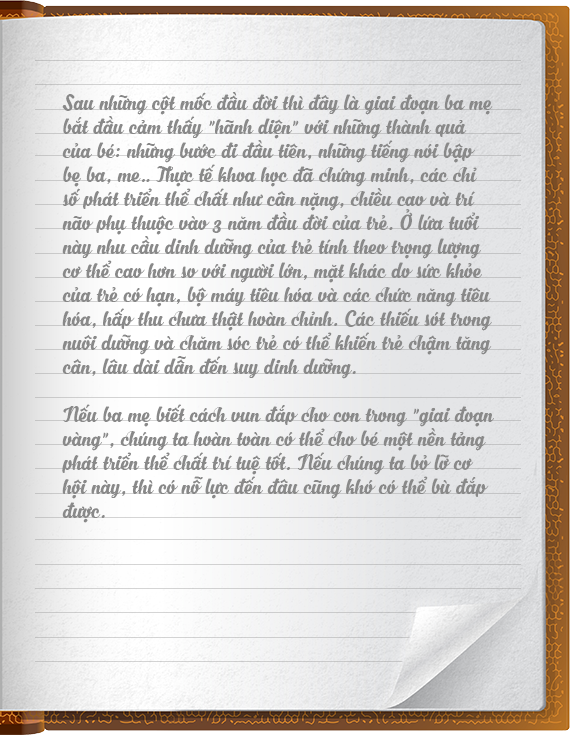 Sau những cột mốc đầu đời thì đây là giai đoạn ba mẹ
bắt đầu cảm thấy "hãnh diện" với những thành quả
của bé: những bước đi đầu tiên, những tiếng nói bập
bẹ ba, me.. Thực tế khoa học đã chứng minh, các chỉ
số phát triển thể chất như cân nặng, chiều cao và trí
não phụ thuộc vào 3 năm đầu đời của trẻ. Ở lứa tuổi
này nhu cầu dinh dưỡng của trẻ tính theo trọng lượng
cơ thể cao hơn so với người lớn, mặt khác do sức khỏe
của trẻ có hạn, bộ máy tiêu hóa và các chức năng tiêu
hóa, hấp thu chưa thật hoàn chỉnh. Các thiếu sót trong
nuôi dưỡng và chăm sóc trẻ có thể khiến trẻ chậm tăng
cân, lâu dài dẫn đến suy dinh dưỡng.

Nếu ba mẹ biết cách vun đắp cho con trong "giai đoạn
vàng", chúng ta hoàn toàn có thể cho bé một nền tảng
phát triển thể chất trí tuệ tốt. Nếu chúng ta bỏ lỡ cơ
hội này, thì có nỗ lực đến đâu cũng khó có thể bù đắp
được.